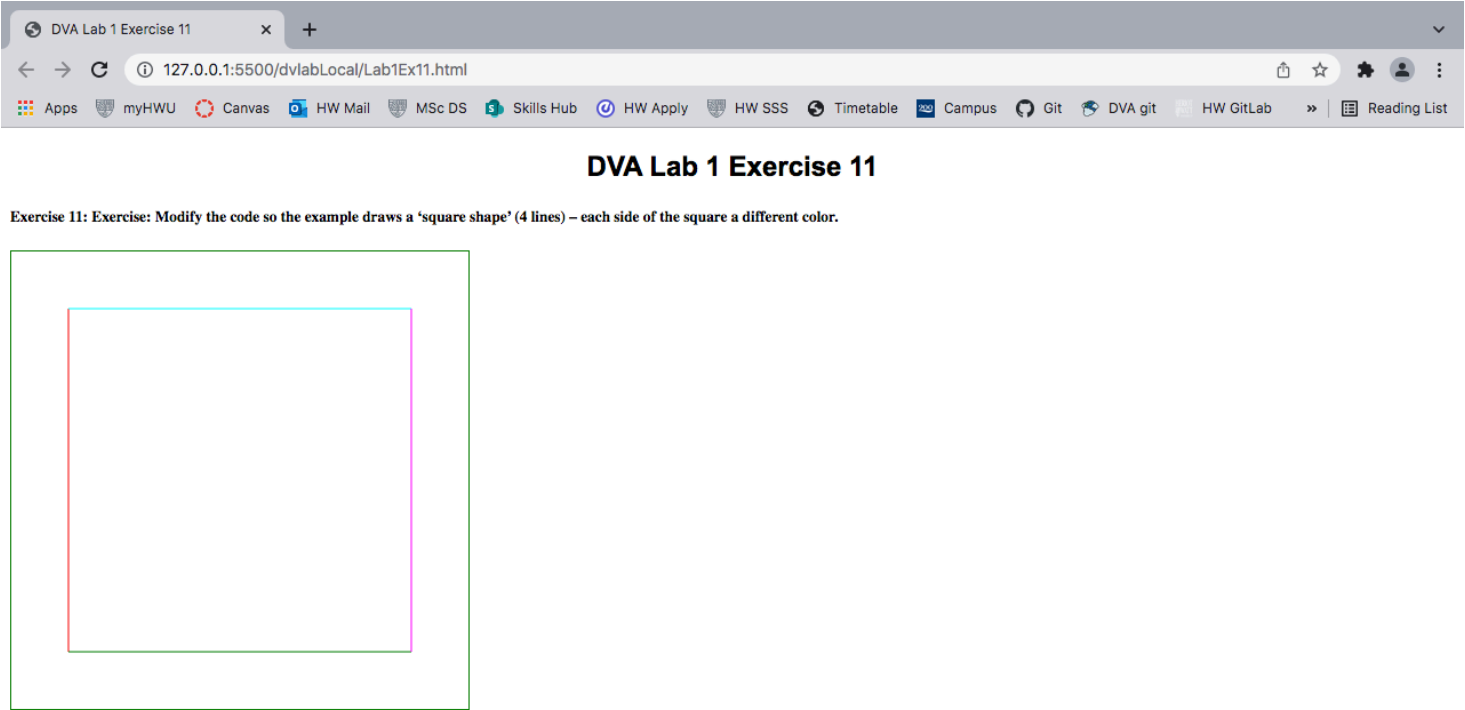 DVA Lab 1 Exercise 11
127.0.0.1:5500/dvlabLocal/Lab1Ex11.html
Apps myHWU Canvas HW Mail MSc DS Skills Hub HW Apply HW SSS Timetable Campus Git DVA git HW GitLab » Reading List
DVA Lab 1 Exercise 11
Exercise 11: Exercise: Modify the code so the example draws a ‘square shape’ (4 lines) – each side of the square a different color.